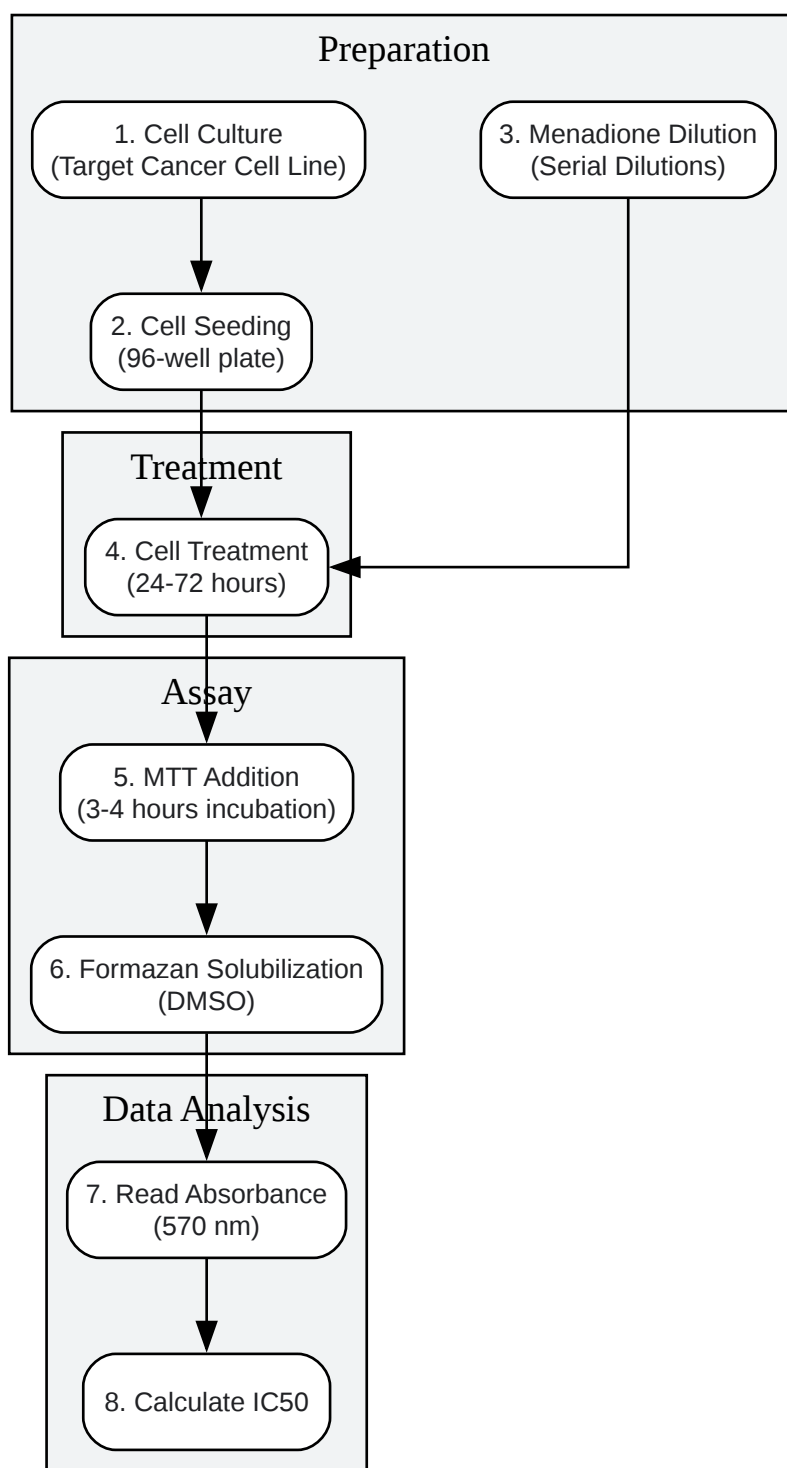 Preparation
1. Cell Culture
(Target Cancer Cell Line)
3. Menadione Dilution
(Serial Dilutions)
2. Cell Seeding
(96-well plate)
Treatment
4. Cell Treatment
(24-72 hours)
Assay
5. MTT Addition
(3-4 hours incubation)
6. Formazan Solubilization
(DMSO)
Data Analysis
7. Read Absorbance
(570 nm)
8. Calculate IC50